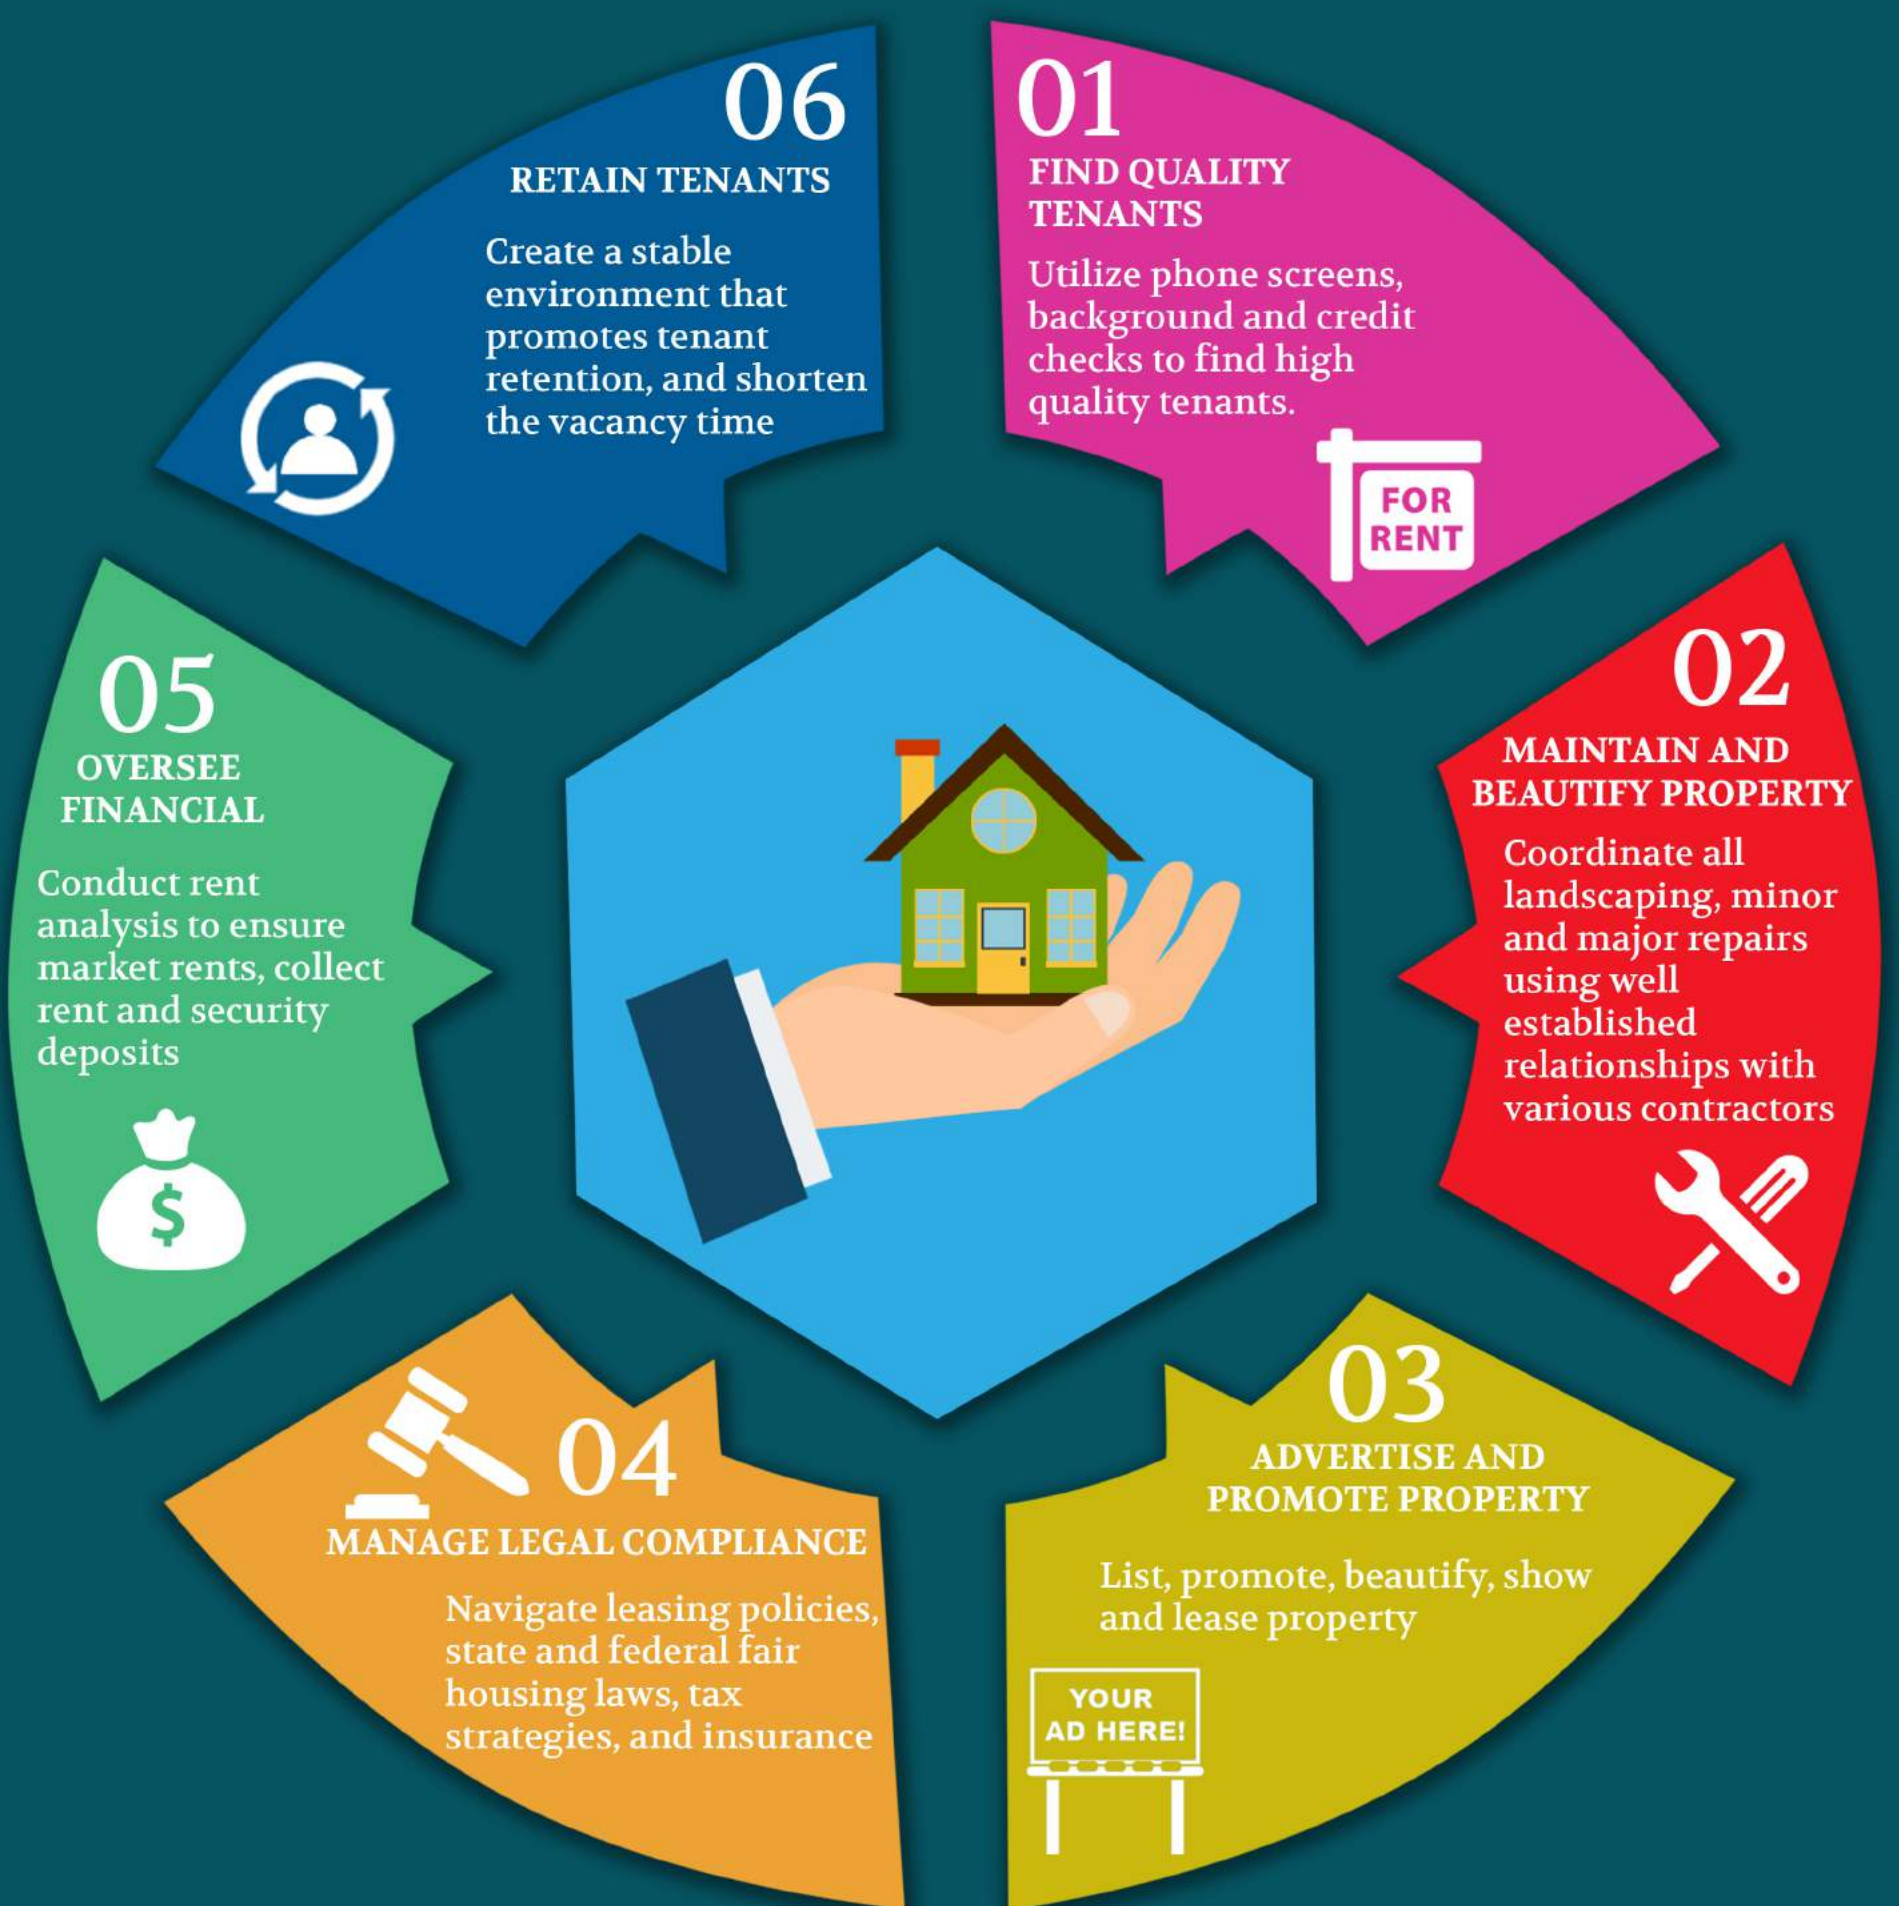 01
FIND QUALITY
TENANTS
Utilize phone screens,
background and credit
checks to find high
quality tenants.
FOR
RENT
02
MAINTAIN AND
BEAUTIFY PROPERTY
Coordinate all
landscaping, minor
and major repairs
using well
established
relationships with
various contractors
03
ADVERTISE AND
PROMOTE PROPERTY
List, promote, beautify, show
and lease property
YOUR
AD HERE!
04
MANAGE LEGAL COMPLIANCE
Navigate leasing policies,
state and federal fair
housing laws, tax
strategies, and insurance
05
OVERSEE
FINANCIAL
Conduct rent
analysis to ensure
market rents, collect
rent and security
deposits
$
06
RETAIN TENANTS
Create a stable
environment that
promotes tenant
retention, and shorten
the vacancy time